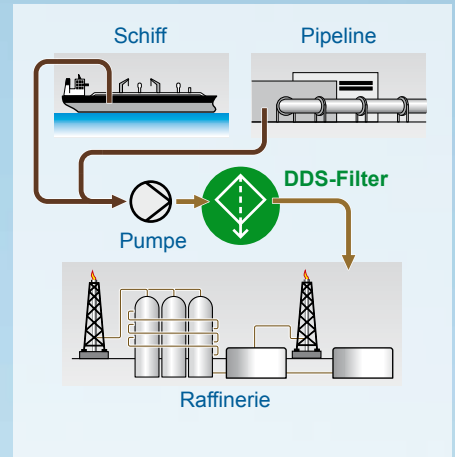 Schiff
Pipeline
DDS-Filter
Pumpe
Raffinerie